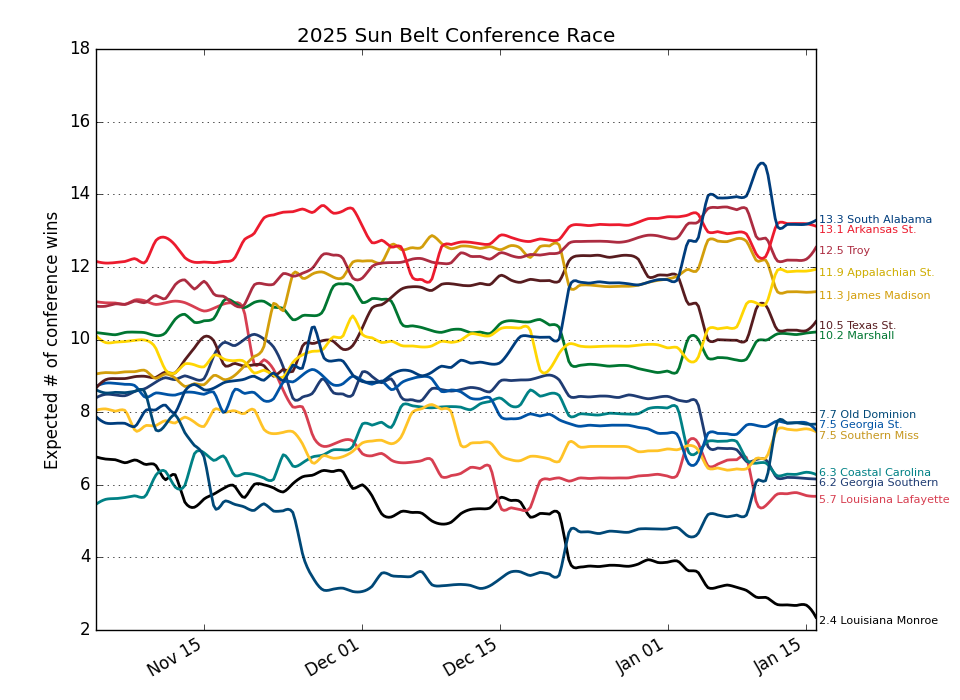 2025 Sun Belt Conference Race
Expected # of conference wins
18
16
14
12
10
8
6
4
2
Nov 15
Dec 01
Dec 15
Jan 01
Jan 15
13.3 South Alabama
13.1 Arkansas St.
12.5 Troy
11.9 Appalachian St.
11.3 James Madison
10.5 Texas St.
10.2 Marshall
7.7 Old Dominion
7.5 Georgia St.
7.5 Southern Miss
6.3 Coastal Carolina
6.2 Georgia Southern
5.7 Louisiana Lafayette
2.4 Louisiana Monroe